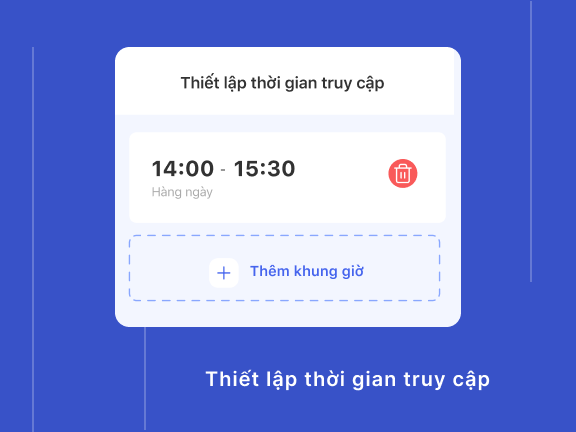 Thiết lập thời gian truy cập
14:00 - 15:30
Hàng ngày
Thêm khung giờ
Thiết lập thời gian truy cập